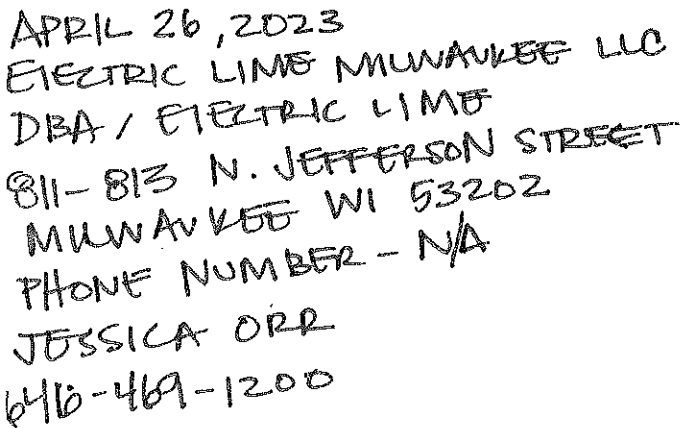 APRIL 26, 2023
ELECTRIC LIME MILWAUKEE LLC
DBA / ELECTRIC LIME
811-813 N. JEFFERSON STREET
MILWAUKEE WI 53202
PHONE NUMBER - N/A
JESSICA ORR
646-469-1200